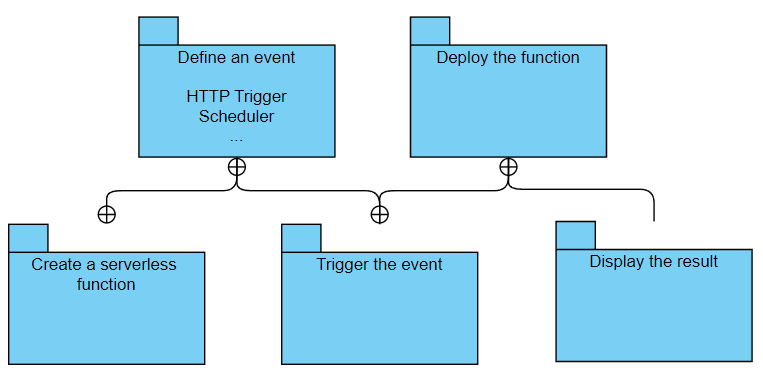 Define an event
HTTP Trigger
Scheduler
...
Deploy the function
Create a serverless
function
Trigger the event
Display the result